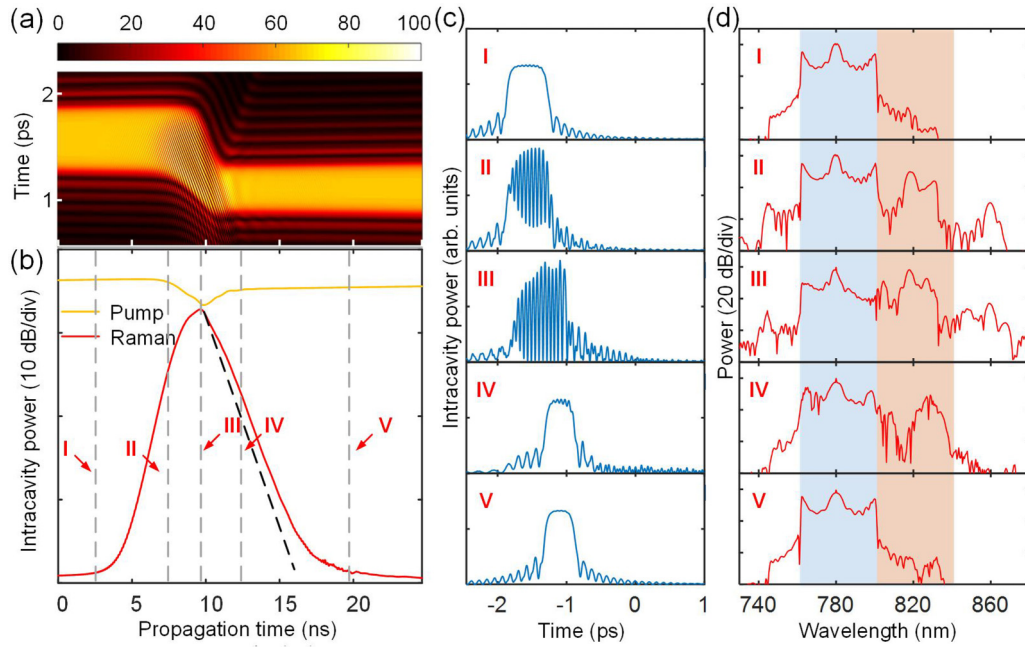 (a)
0 20 40 60 80 100
2
1
Time (ps)
(b)
Pump
Raman
I
II
III
IV
V
Intracavity power (10 dB/div)
0 5 10 15 20
Propagation time (ns)
(c)
I
II
III
IV
V
Intracavity power (arb. units)
-2 -1 0 1
Time (ps)
(d)
I
II
III
IV
V
Power (20 dB/div)
740 780 820 860
Wavelength (nm)